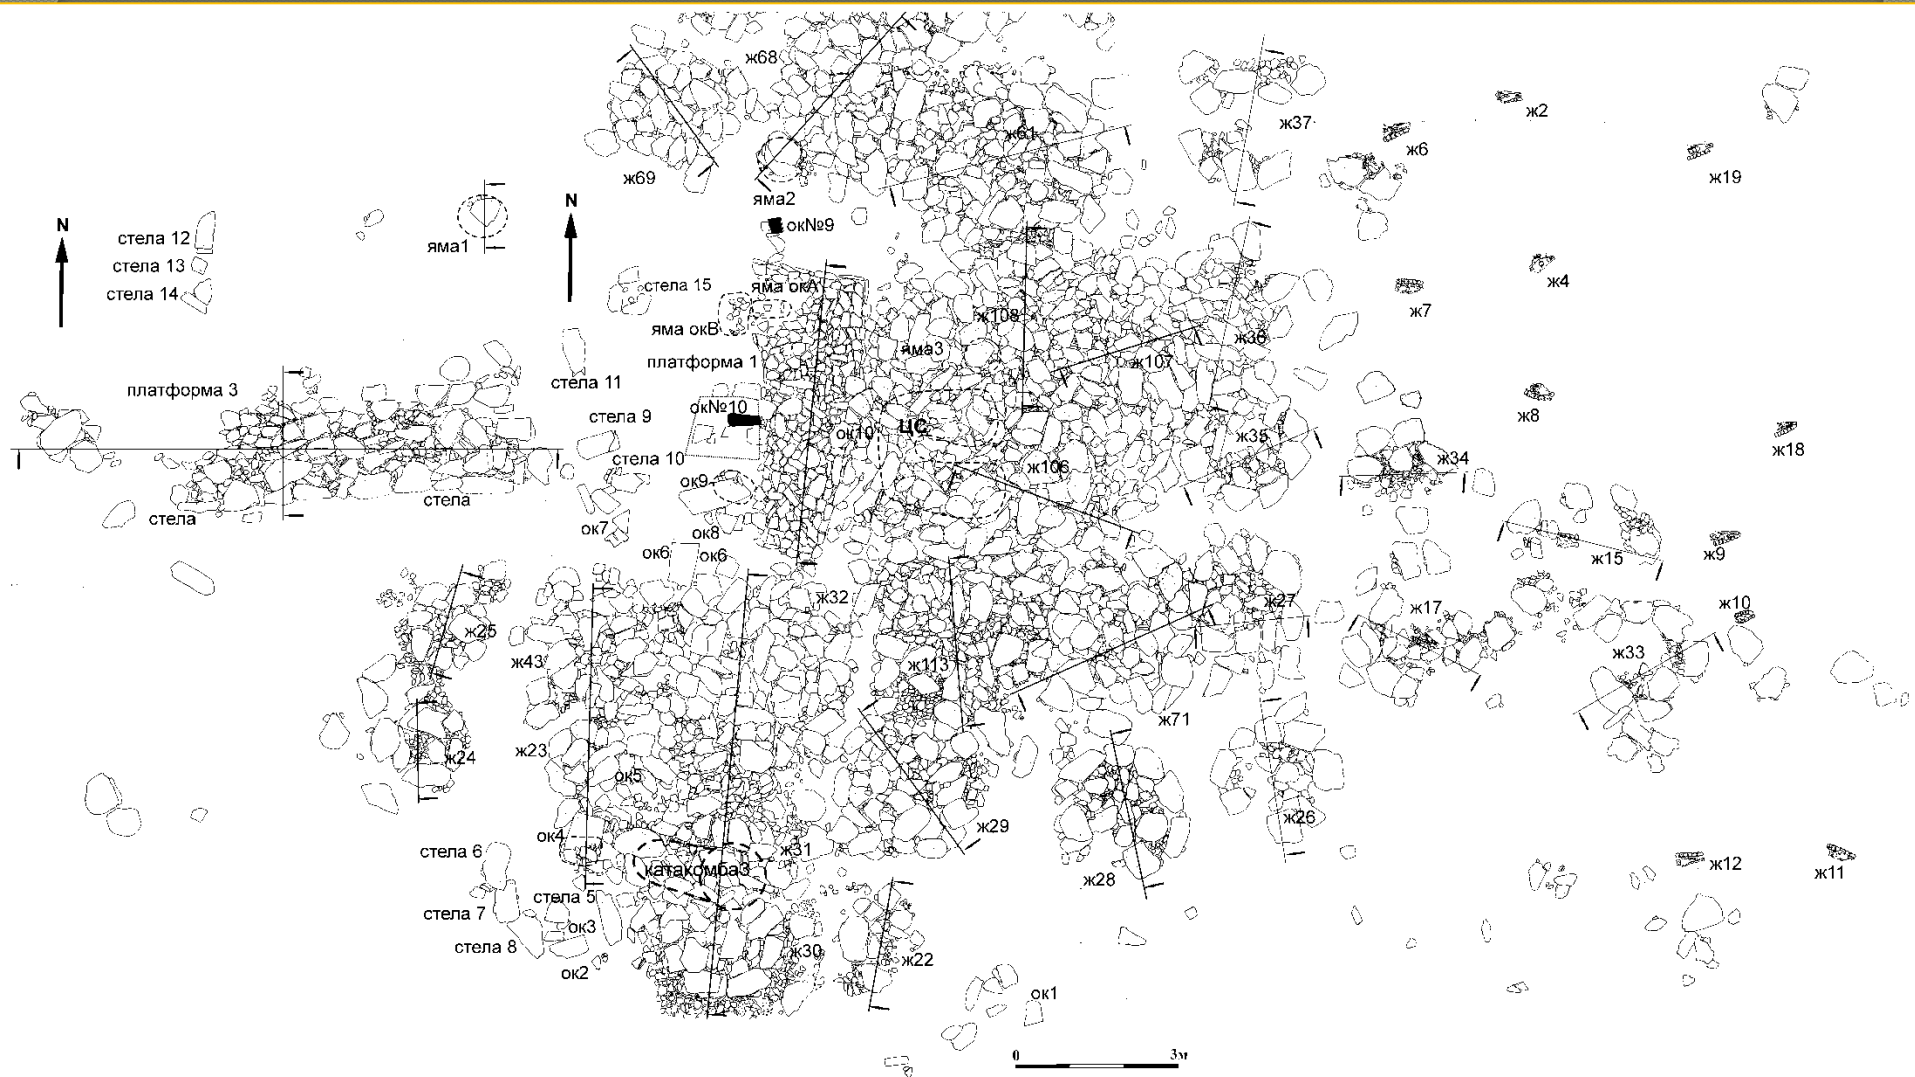 ж68
ж2
ж61
ж37
ж6
ж69
ж19
яма2
N
N
стела 12
ок№9
яма1
стела 13
стела 14
стела 15
яма окА
ж4
яма окВ
ж108
ж7
яма3
ж36
платформа 1
ж107
стела 11
платформа 3
ок№10
ж8
стела 9
ок10
ЦС
ж35
ж18
стела 10
ж106
ж34
ок9
стела
стела
ок7
ок8
ок6
ок6
ж15
ж9
ж32
ж27
ж17
ж10
ж25
ж43
ж113
ж33
ж71
ж24
ж23
ок5
ж26
ж29
ок4
стела 6
ж31
катакомба3
ж12
ж11
ж28
стела 5
стела 7
ок3
стела 8
ж30
ж22
ок2
ок1
0 3м